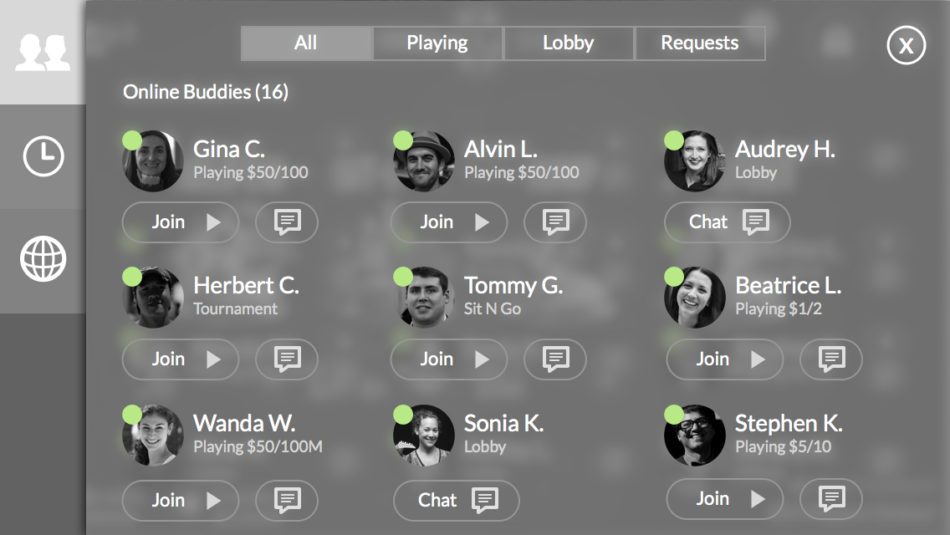 All Playing Lobby Requests X
Online Buddies (16)
Gina C. Alvin L. Audrey H.
Playing $50/100 Playing $50/100 Lobby
Join Join Chat
Herbert C. Tommy G. Beatrice L.
Tournament Sit N Go Playing $1/2
Join Join Join
Wanda W. Sonia K. Stephen K.
Playing $50/100M Lobby Playing $5/10
Join Chat Join